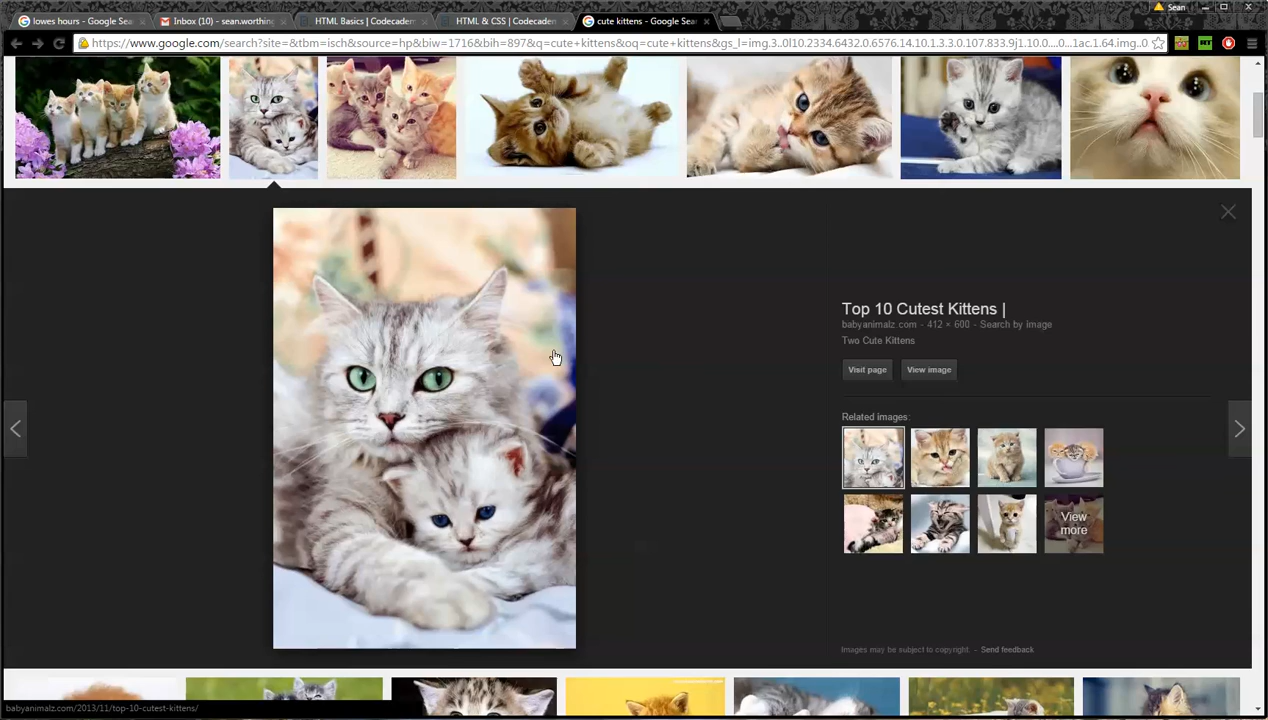 Sean
lowes hours - Google Sea
Inbox (10) - sean.worthing
HTML Basics | Codecadem
HTML & CSS | Codecadem
cute kittens - Google Sea
https://www.google.com/search?site=&tbm=isch&source=hp&biw=1716&bih=897&q=cute+kittens&oq=cute+kittens&gs_l=img.3..0l10.2334.6432.0.6576.14.10.1.3.3.0.107.833.9j1.10.0....0...1ac.1.64.img..0
Top 10 Cutest Kittens |
babyanimalz.com - 412 × 600 - Search by image
Two Cute Kittens
Visit page
View image
Related images:
View
more
Images may be subject to copyright. - Send feedback
babyanimalz.com/2013/11/top-10-cutest-kittens/